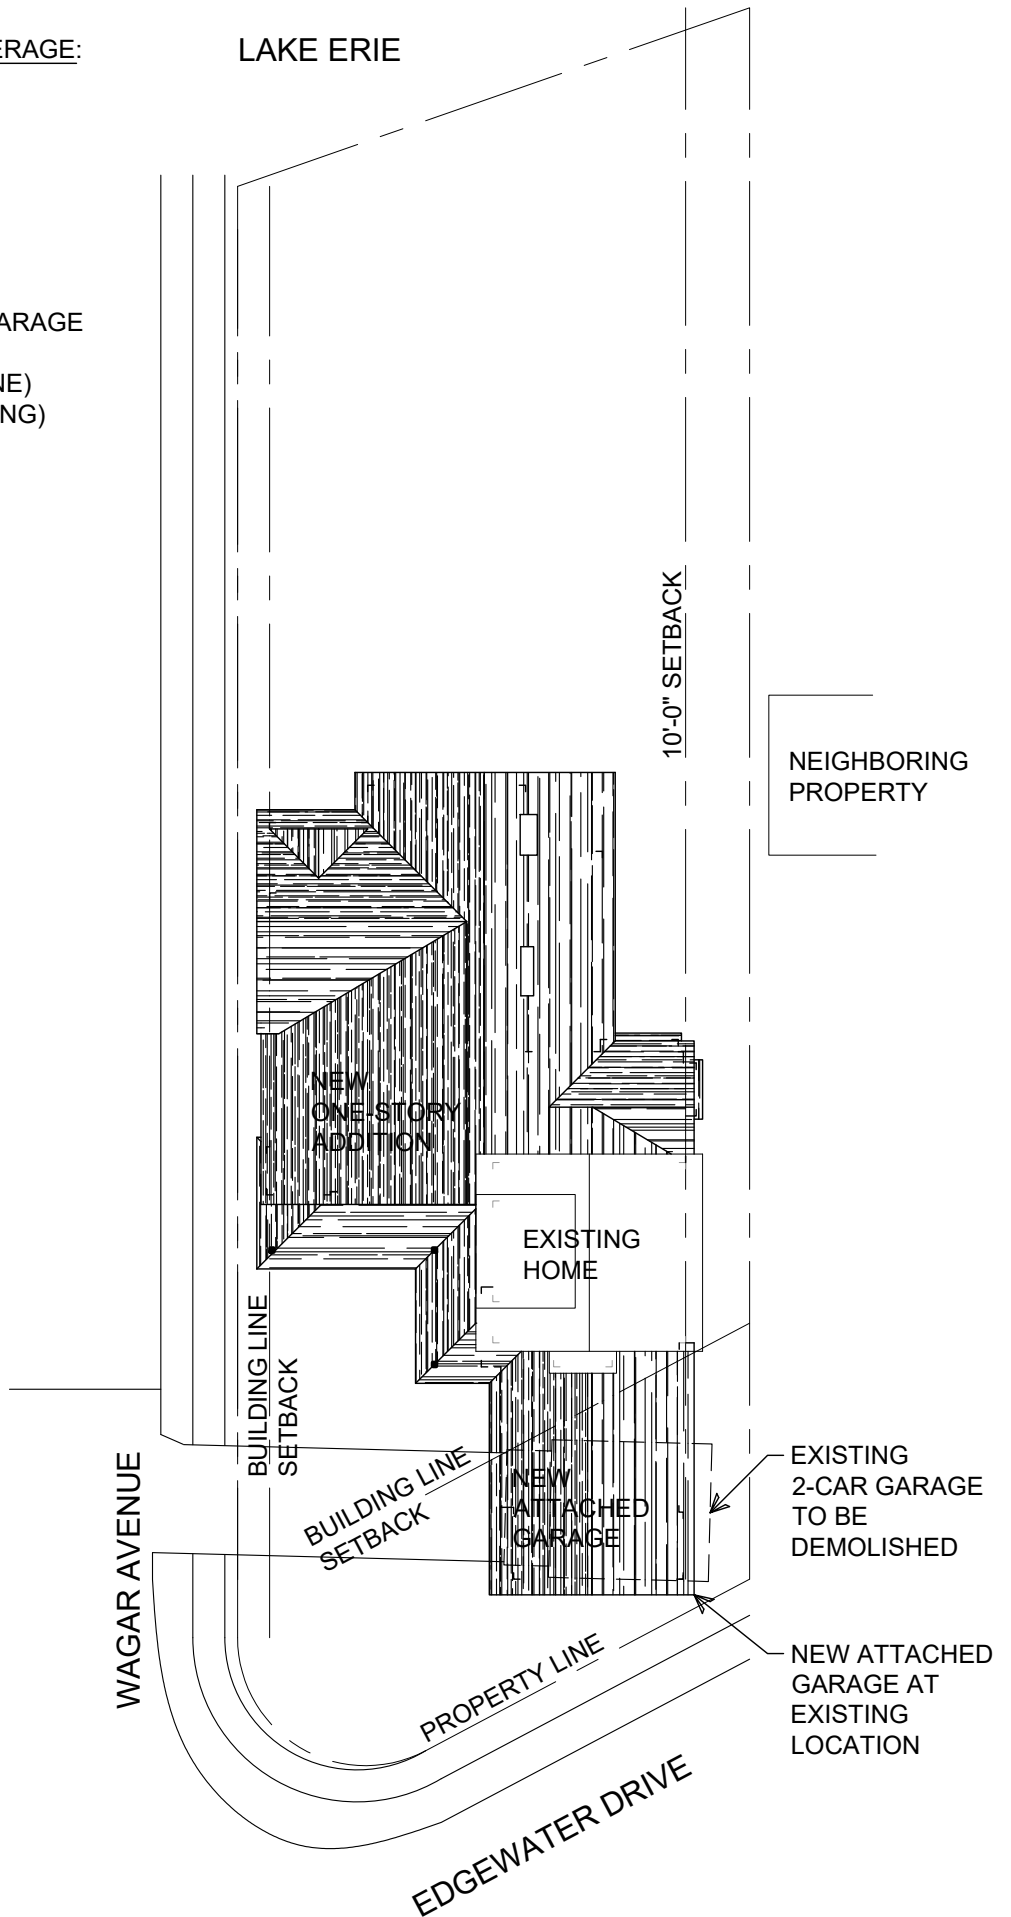 ERAGE:
LAKE ERIE
ARAGE
NE)
NG)
10'-0" SETBACK
NEIGHBORING
PROPERTY
NEW
ONE-STORY
ADDITION
EXISTING
HOME
BUILDING LINE
SETBACK
BUILDING LINE
SETBACK
NEW
ATTACHED
GARAGE
EXISTING
2-CAR GARAGE
TO BE
DEMOLISHED
WAGAR AVENUE
PROPERTY LINE
NEW ATTACHED
GARAGE AT
EXISTING
LOCATION
EDGEWATER DRIVE